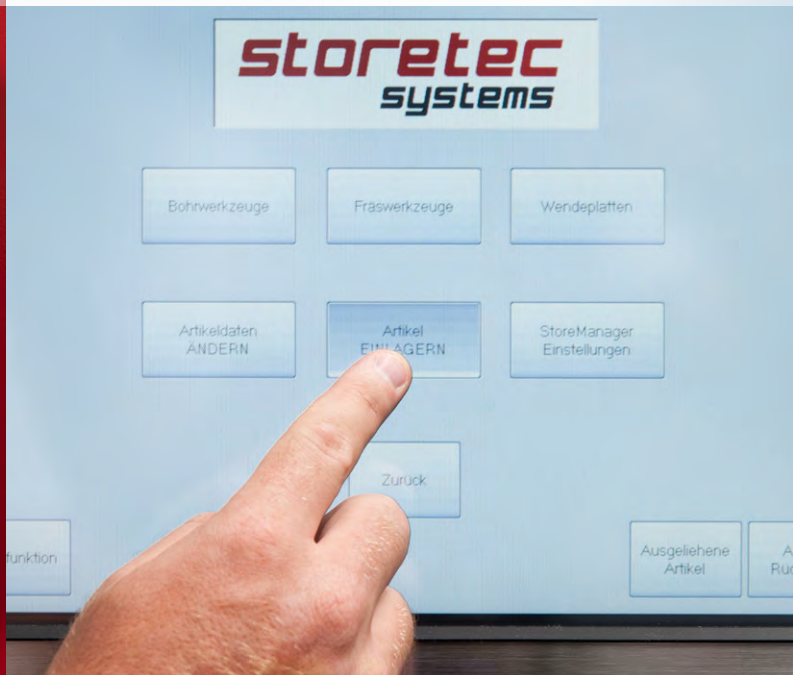 storetec
systems
Bohrwerkzeuge
Fräswerkzeuge
Wendeplatten
Artikeldaten
ÄNDERN
Artikel
EINLAGERN
StoreManager
Einstellungen
Zurück
funktion
Ausgeliehene
Artikel